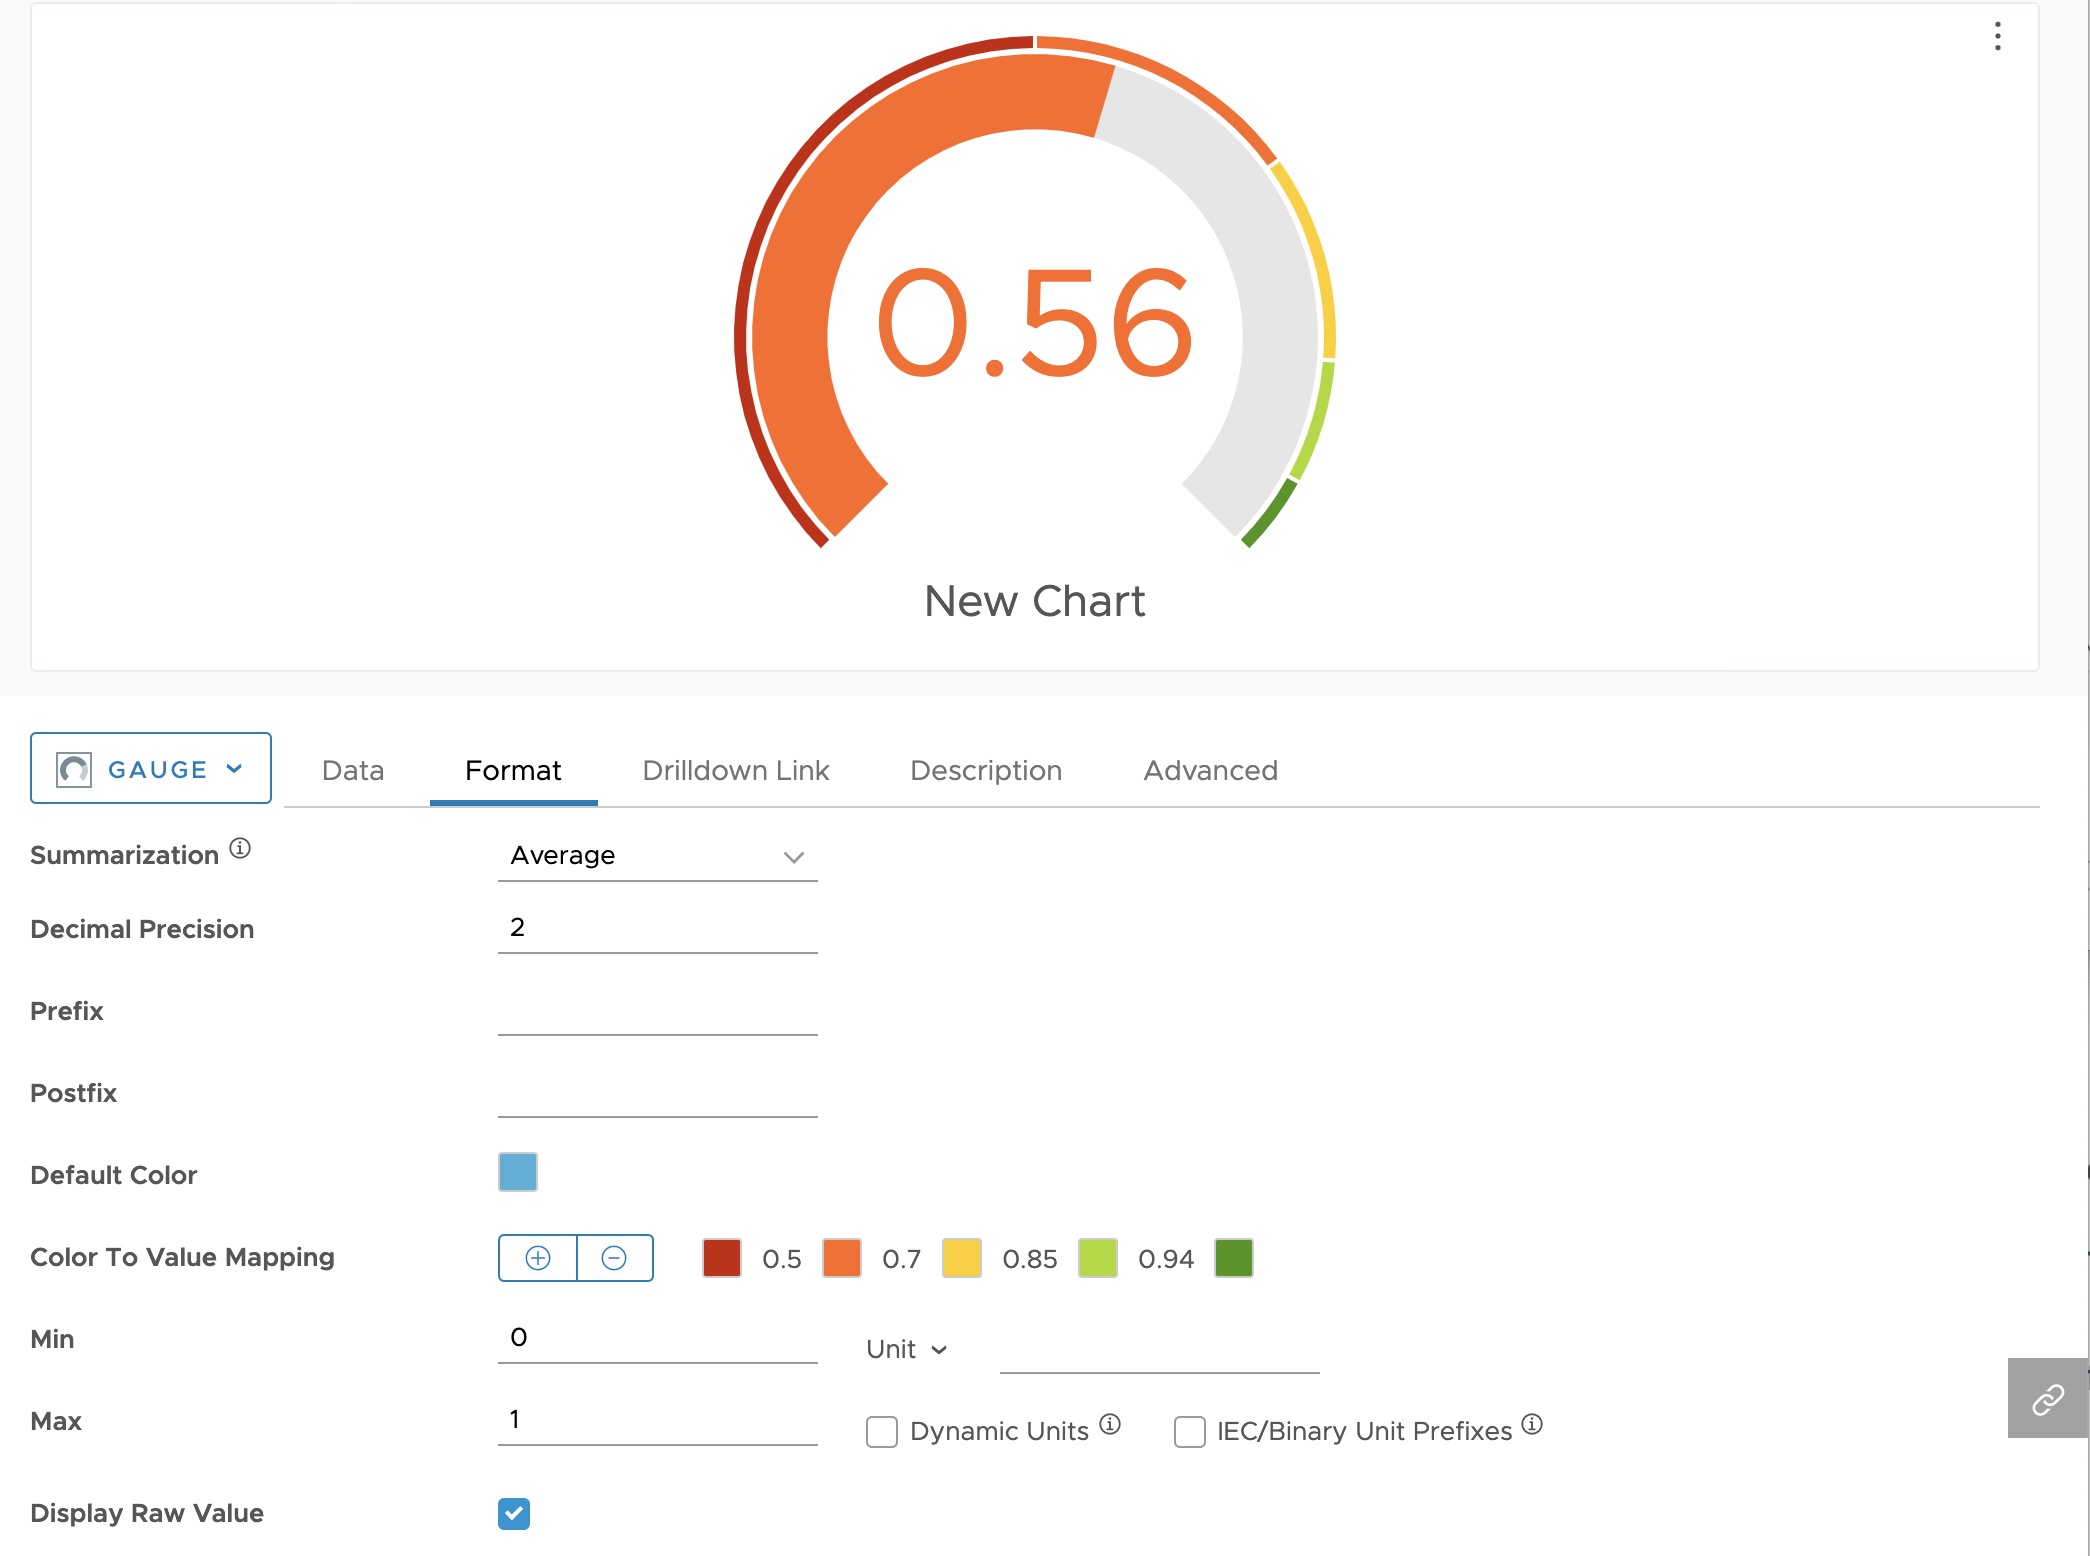 0.56
New Chart
GAUGE Data Format Drilldown Link Description Advanced
Summarization Average
Decimal Precision 2
Prefix
Postfix
Default Color
Color To Value Mapping 0.5 0.7 0.85 0.94
Min 0 Unit
Max 1 Dynamic Units IEC/Binary Unit Prefixes
Display Raw Value